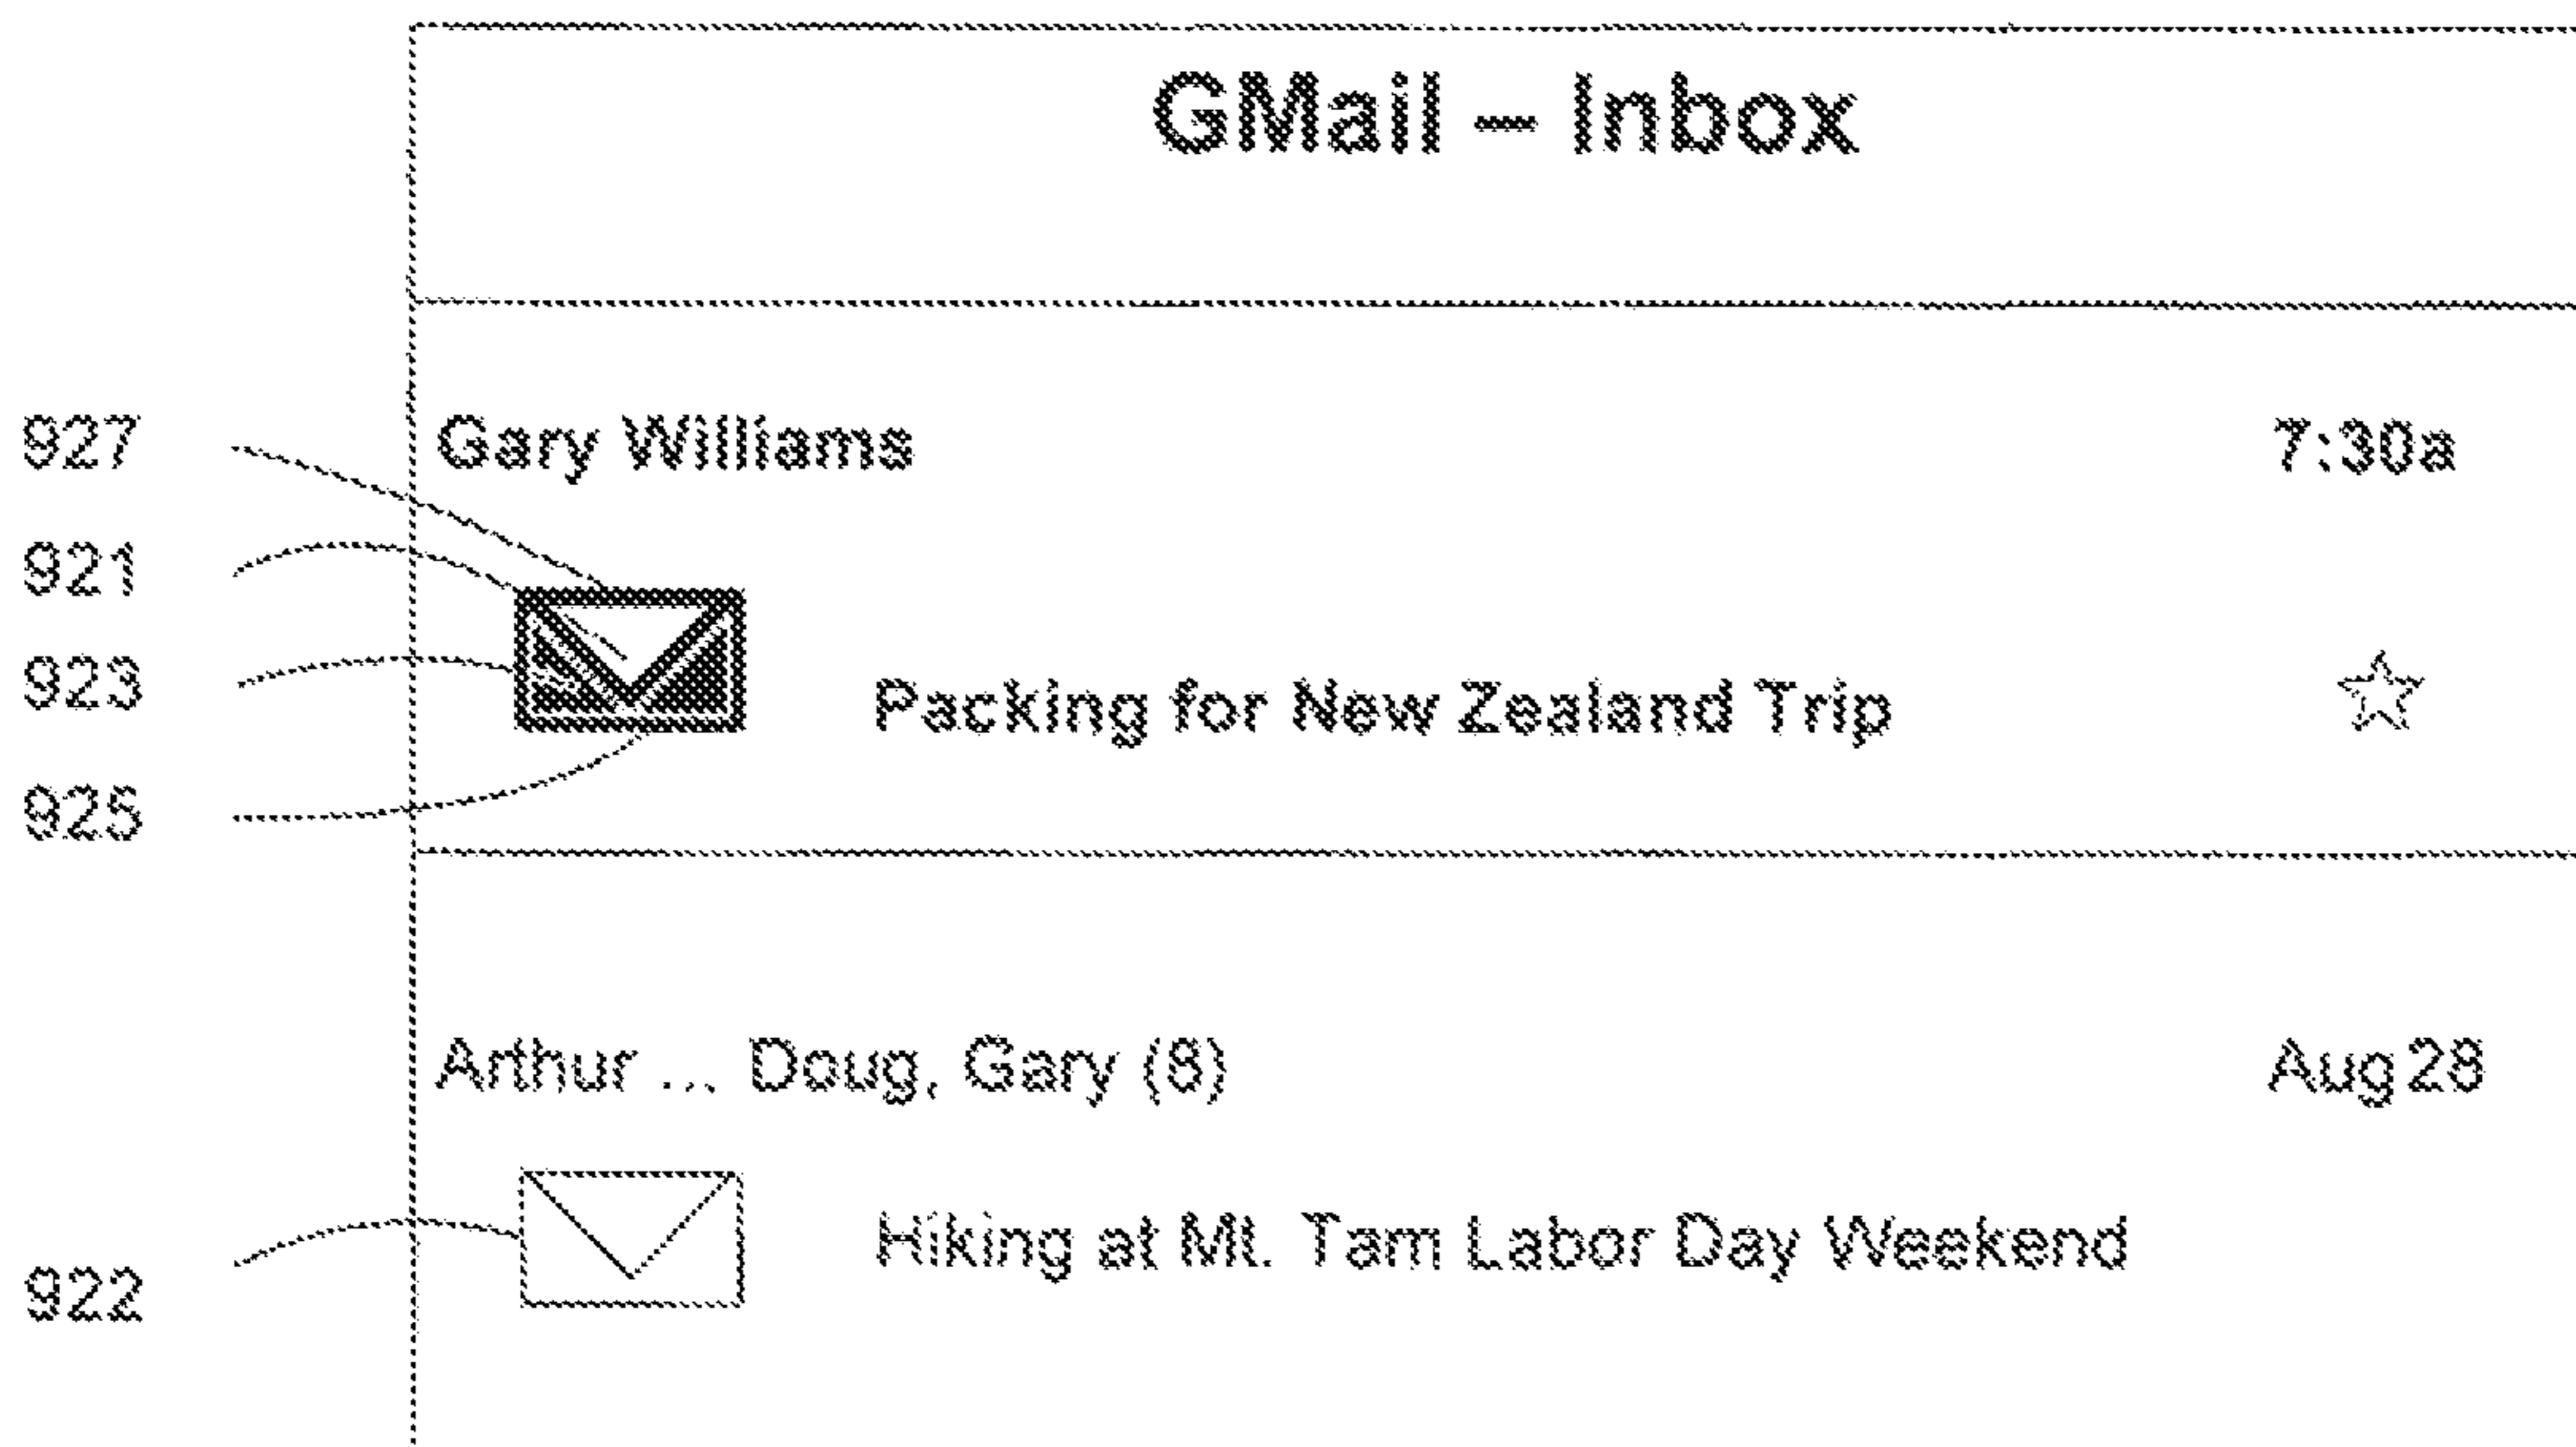 GMail – Inbox
927 Gary Williams 7:30a
921
923
Packing for New Zealand Trip
925
Arthur ... Doug, Gary (8) Aug 28
Hiking at Mt. Tam Labor Day Weekend
922